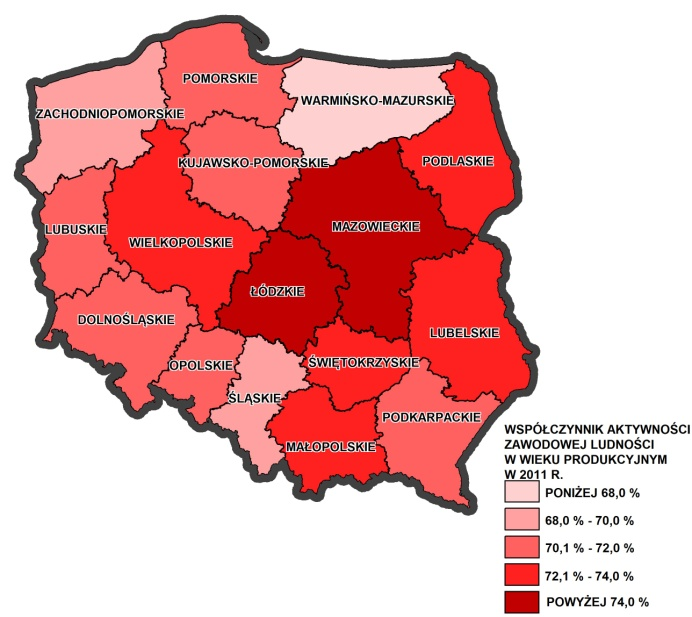 POMORSKIE
WARMIŃSKO-MAZURSKIE
ZACHODNIOPOMORSKIE
KUJAWSKO-POMORSKIE
PODLASKIE
LUBUSKIE
WIELKOPOLSKIE
MAZOWIECKIE
ŁÓDZKIE
DOLNOŚLĄSKIE
LUBELSKIE
OPOLSKIE
ŚWIĘTOKRZYSKIE
ŚLĄSKIE
PODKARPACKIE
MAŁOPOLSKIE
WSPÓŁCZYNNIK AKTYWNOŚCI
ZAWODOWEJ LUDNOŚCI
W WIEKU PRODUKCYJNYM
W 2011 R.
PONIŻEJ 68,0 %
68,0 % - 70,0 %
70,1 % - 72,0 %
72,1 % - 74,0 %
POWYŻEJ 74,0 %